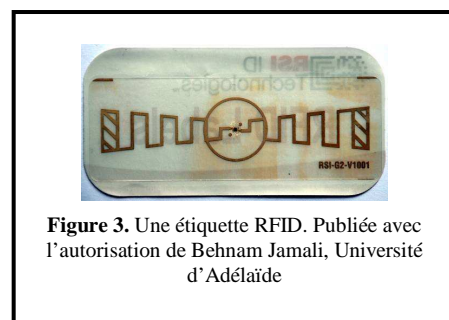 RSI ID
Technologies
RSI-G2-V1001
Figure 3. Une étiquette RFID. Publiée avec
l’autorisation de Behnam Jamali, Université
d’Adélaïde